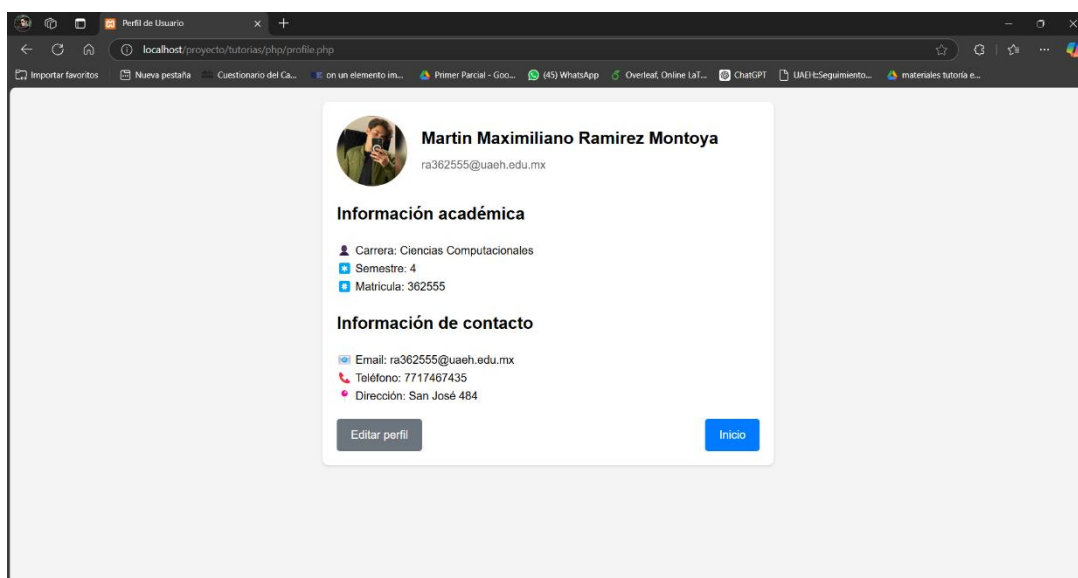 Perfil de Usuario
localhost/proyecto/tutorias/php/profile.php
Importar favoritos Nueva pestaña Cuestionario del Ca... on un elemento im... Primer Parcial - Goo... (45) WhatsApp Overleaf, Online LaT... ChatGPT UAEH:Seguimiento... materiales tutoría e...
Martin Maximiliano Ramirez Montoya
ra362555@uaeh.edu.mx
Información académica
Carrera: Ciencias Computacionales
Semestre: 4
Matricula: 362555
Información de contacto
Email: ra362555@uaeh.edu.mx
Teléfono: 7717467435
Dirección: San José 484
Editar perfil Inicio